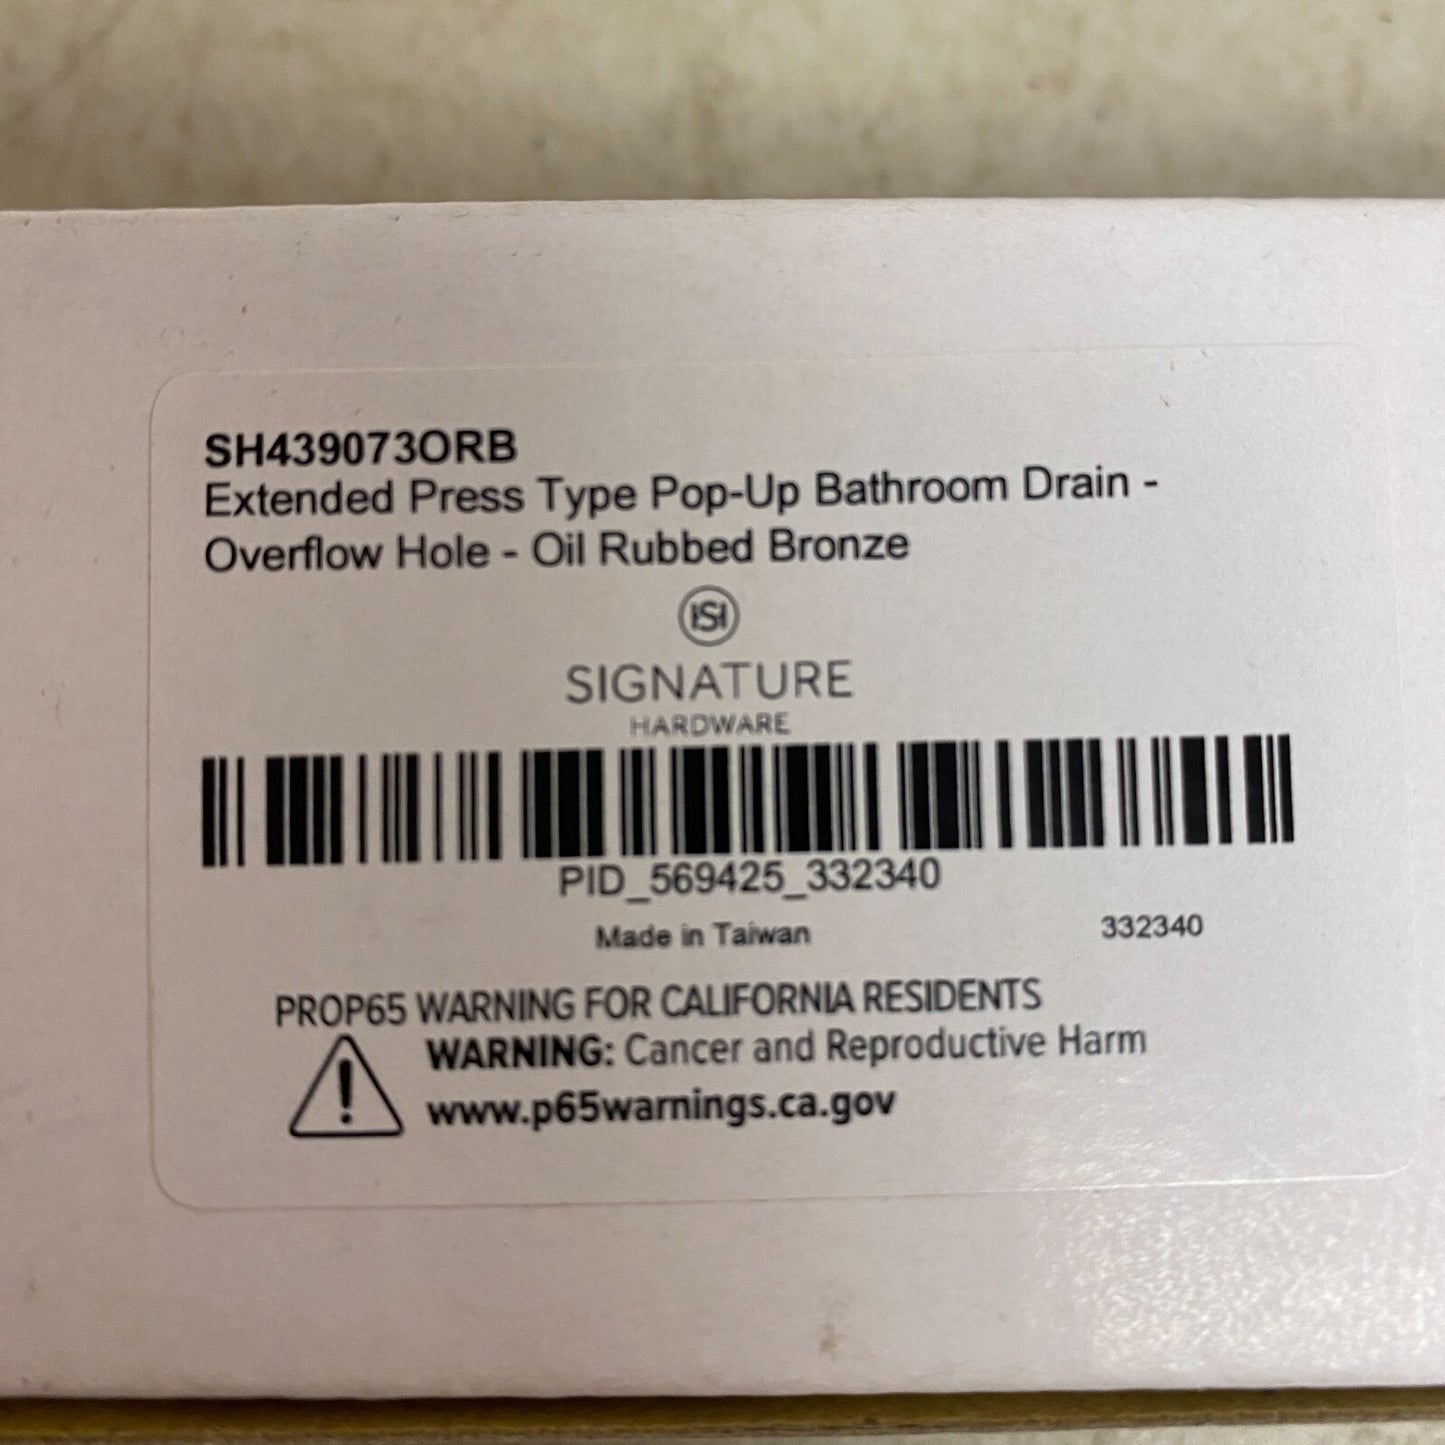 SH439073ORB
Extended Press Type Pop-Up Bathroom Drain -
Overflow Hole - Oil Rubbed Bronze
SIGNATURE
HARDWARE
PID_569425_332340
Made in Taiwan 332340
PROP65 WARNING FOR CALIFORNIA RESIDENTS
WARNING: Cancer and Reproductive Harm
www.p65warnings.ca.gov